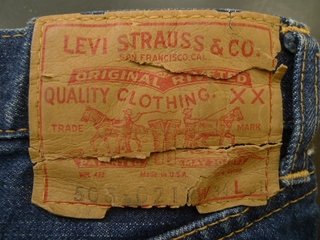 LEVI STRAUSS & CO.
SAN FRANCISCO, CAL.
ORIGINAL RIVETED
QUALITY CLOTHING. XX
TRADE MARK
MADE IN U.S.A.